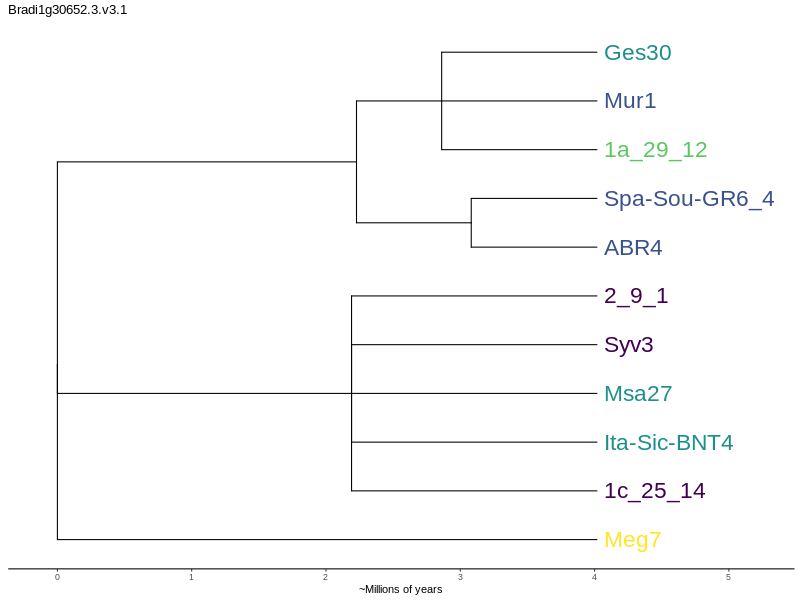 Bradi1g30652.3.v3.1
Ges30
Mur1
1a_29_12
Spa-Sou-GR6_4
ABR4
2_9_1
Syv3
Msa27
Ita-Sic-BNT4
1c_25_14
Meg7
0 1 2 3 4 5
~Millions of years